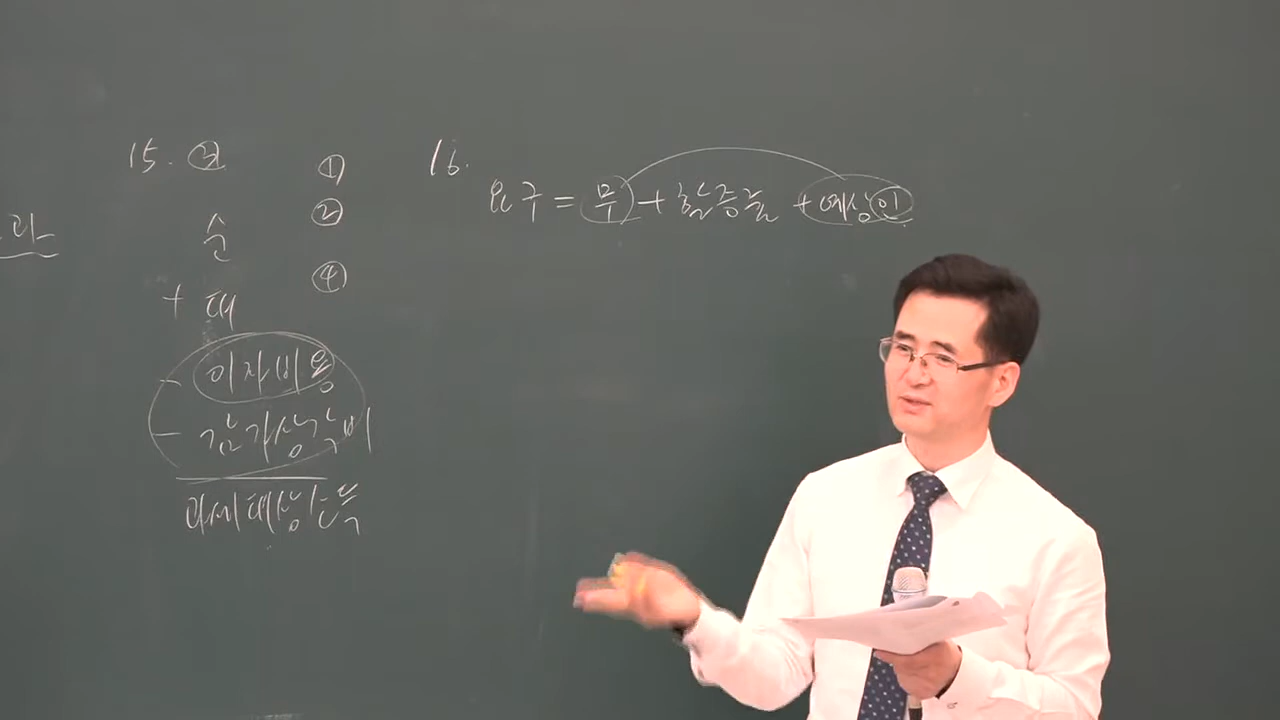 15. ③
①
②
④
순
+ 대
- 이자비용
- 감가상각비
과세대상소득
16.
요구 = 무 + 할증률 + 예상인